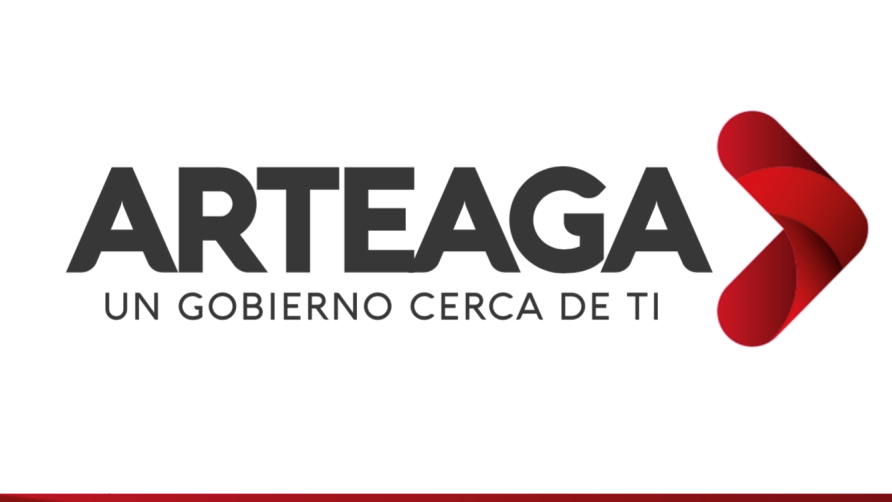 ARTEAGA
UN GOBIERNO CERCA DE TI